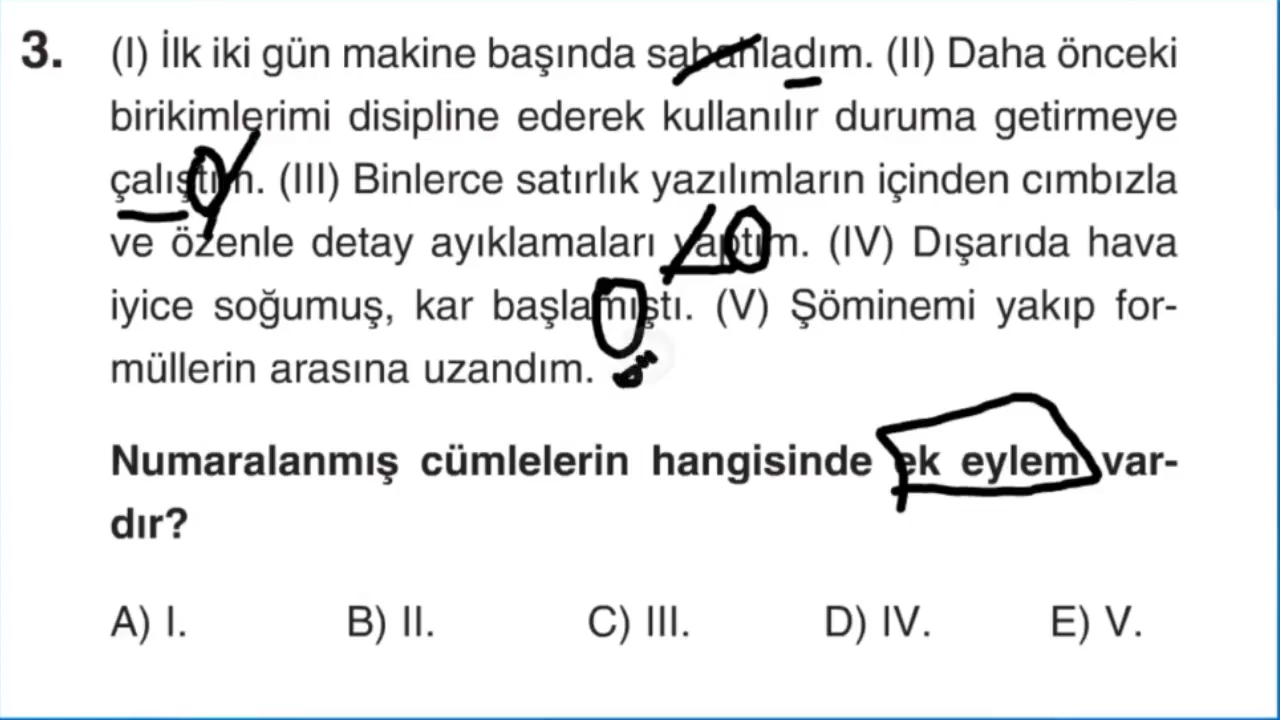 3. (I) İlk iki gün makine başında sabahladım. (II) Daha önceki
birikimlerimi disipline ederek kullanılır duruma getirmeye
çalıştım. (III) Binlerce satırlık yazılımların içinden cımbızla
ve özenle detay ayıklamaları yaptım. (IV) Dışarıda hava
iyice soğumuş, kar başlamıştı. (V) Şöminemi yakıp for-
müllerin arasına uzandım.
Numaralanmış cümlelerin hangisinde ek eylem var-
dır?
A) I. B) II. C) III. D) IV. E) V.